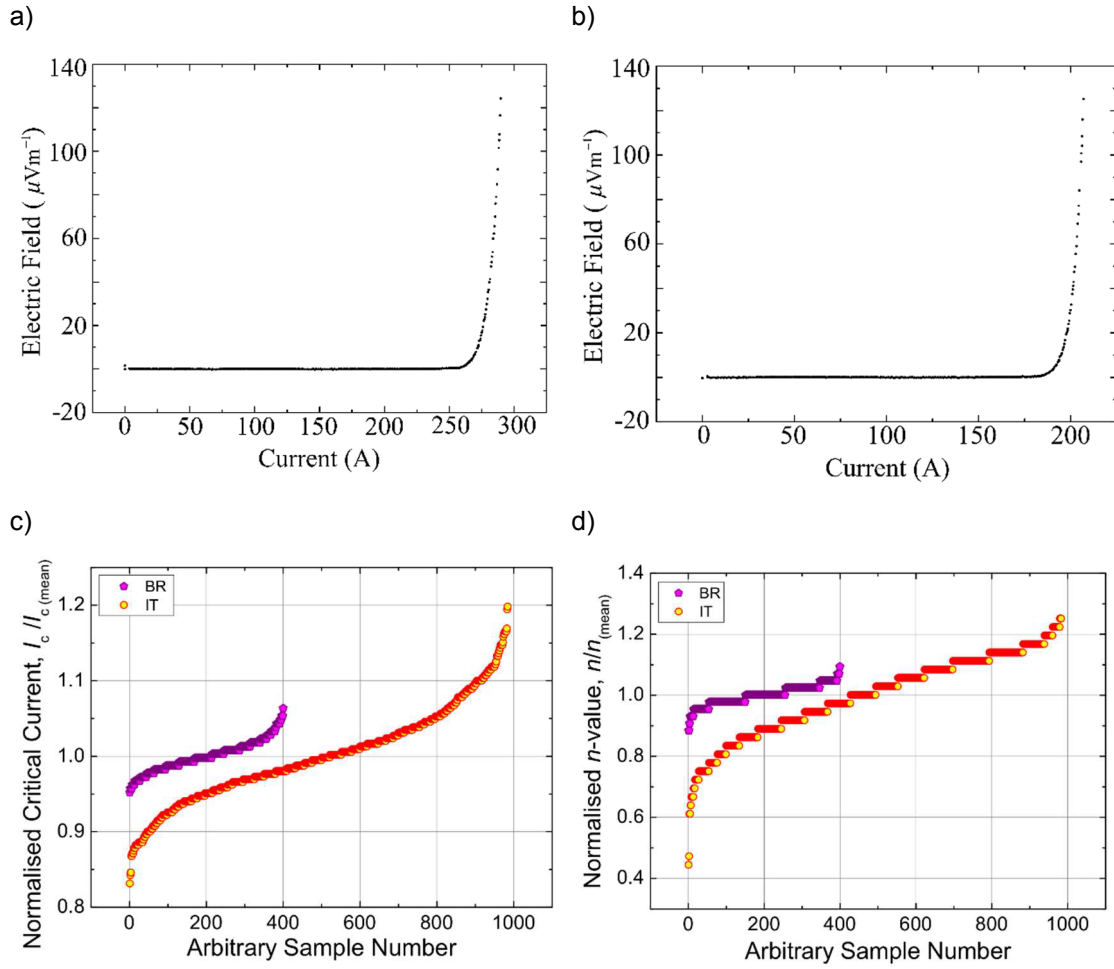 a)
140
100
60
20
-20
Electric Field ( μVm⁻¹)
0 50 100 150 200 250 300
Current (A)
b)
140
100
60
20
-20
Electric Field ( μVm⁻¹)
0 50 100 150 200
Current (A)
c)
BR
IT
1.2
1.1
1.0
0.9
0.8
Normalised Critical Current, Ic /Ic (mean)
0 200 400 600 800 1000
Arbitrary Sample Number
d)
BR
IT
1.4
1.2
1.0
0.8
0.6
0.4
Normalised n-value, n/n(mean)
0 200 400 600 800 1000
Arbitrary Sample Number